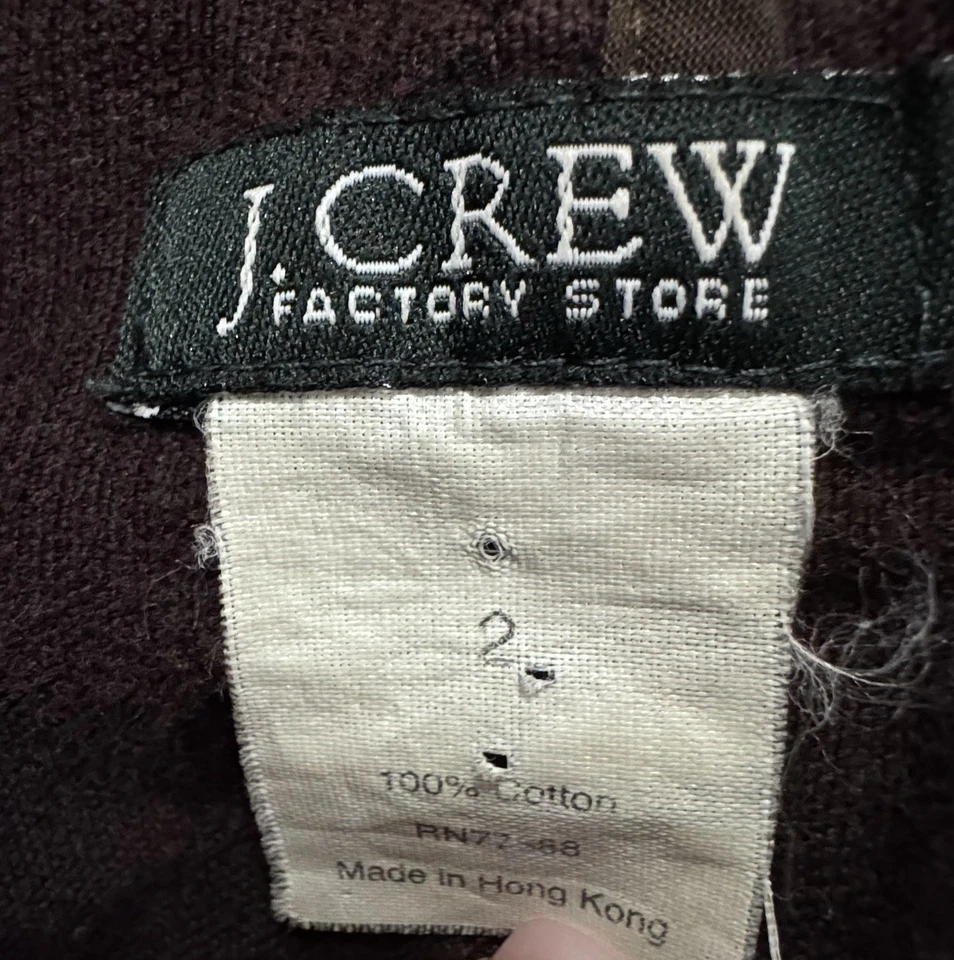 J.CREW
FACTORY STORE
2
100% Cotton
Made in Hong Kong